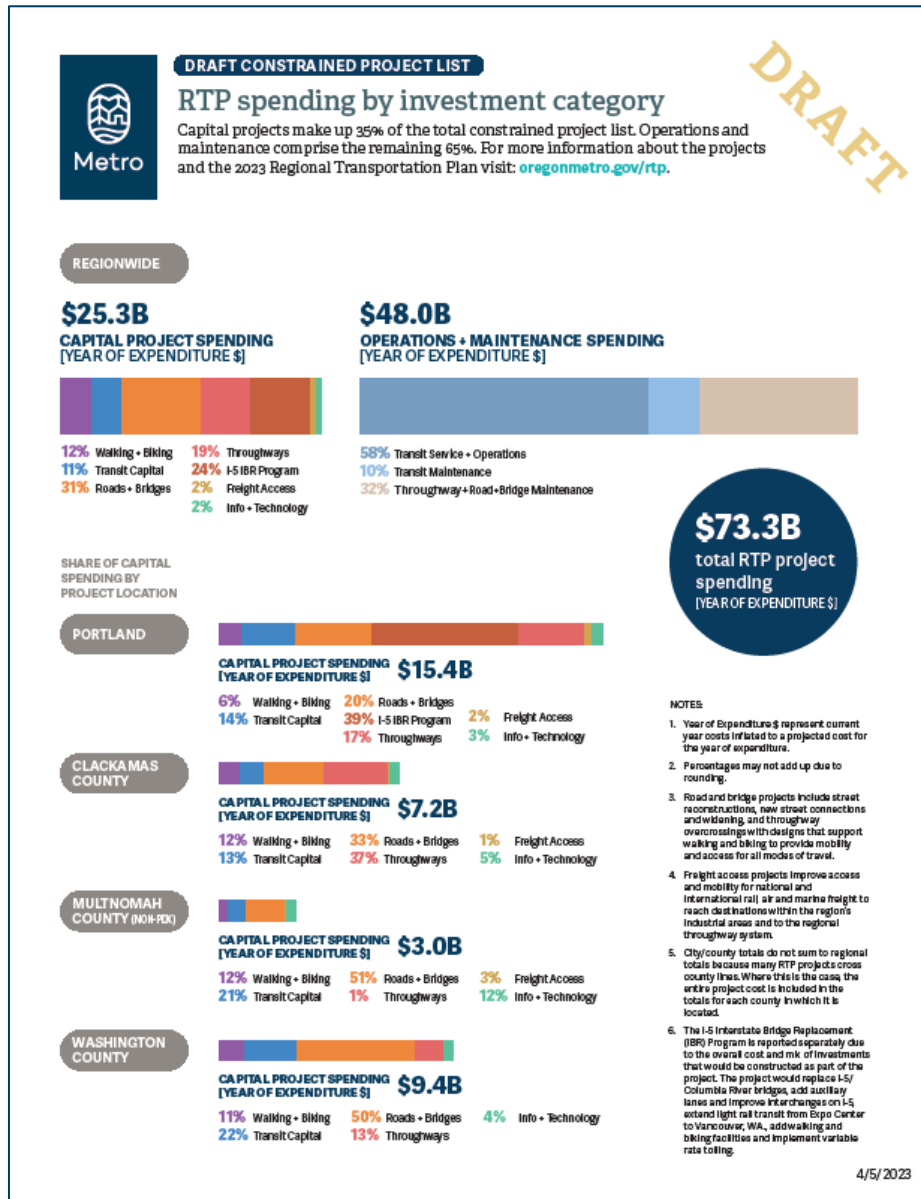 DRAFT CONSTRAINED PROJECT LIST
DRAFT
Metro
RTP spending by investment category
Capital projects make up 35% of the total constrained project list. Operations and
maintenance comprise the remaining 65%. For more information about the projects
and the 2023 Regional Transportation Plan visit: oregonmetro.gov/rtp.
REGIONWIDE
$25.3B
CAPITAL PROJECT SPENDING
[YEAR OF EXPENDITURE $]
12% Walking + Biking
11% Transit Capital
31% Roads + Bridges
19% Throughways
24% I-5 IBR Program
2% Freight Access
2% Info + Technology
$48.0B
OPERATIONS + MAINTENANCE SPENDING
[YEAR OF EXPENDITURE $]
58% Transit Service + Operations
10% Transit Maintenance
32% Throughway+Road+Bridge Maintenance
$73.3B
total RTP project
spending
[YEAR OF EXPENDITURE $]
SHARE OF CAPITAL
SPENDING BY
PROJECT LOCATION
PORTLAND
CAPITAL PROJECT SPENDING
[YEAR OF EXPENDITURE $]
$15.4B
6% Walking + Biking
14% Transit Capital
20% Roads + Bridges
39% I-5 IBR Program
17% Throughways
2% Freight Access
3% Info + Technology
CLACKAMAS
COUNTY
CAPITAL PROJECT SPENDING
[YEAR OF EXPENDITURE $]
$7.2B
12% Walking + Biking
13% Transit Capital
33% Roads + Bridges
37% Throughways
1% Freight Access
5% Info + Technology
MULTNOMAH
COUNTY (NON-PDX)
CAPITAL PROJECT SPENDING
[YEAR OF EXPENDITURE $]
$3.0B
12% Walking + Biking
21% Transit Capital
51% Roads + Bridges
1% Throughways
3% Freight Access
12% Info + Technology
WASHINGTON
COUNTY
CAPITAL PROJECT SPENDING
[YEAR OF EXPENDITURE $]
$9.4B
11% Walking + Biking
22% Transit Capital
50% Roads + Bridges
13% Throughways
4% Info + Technology
NOTES:
1. Year of Expenditure $ represent current
year costs inflated to a projected cost for
the year of expenditure.
2. Percentages may not add up due to
rounding.
3. Road and bridge projects include street
reconstructions, new street connections
and widening, and throughway
overcrossings with designs that support
walking and biking to provide mobility
and access for all modes of travel.
4. Freight access projects improve access
and mobility for national and
international rail, air and marine freight to
reach destinations within the region's
industrial areas and to the regional
throughway system.
5. City/county totals do not sum to regional
totals because many RTP projects cross
county lines. Where this is the case, the
entire project cost is included in the
totals for each county in which it is
located.
6. The I-5 Interstate Bridge Replacement
(IBR) Program is reported separately due
to the overall cost and mix of investments
that would be constructed as part of the
project. The project would replace I-5/
Columbia River bridges, add auxiliary
lanes and improve interchanges on I-5,
extend light rail transit from Expo Center
to Vancouver, WA., add walking and
biking facilities and implement variable
rate tolling.
4/5/2023